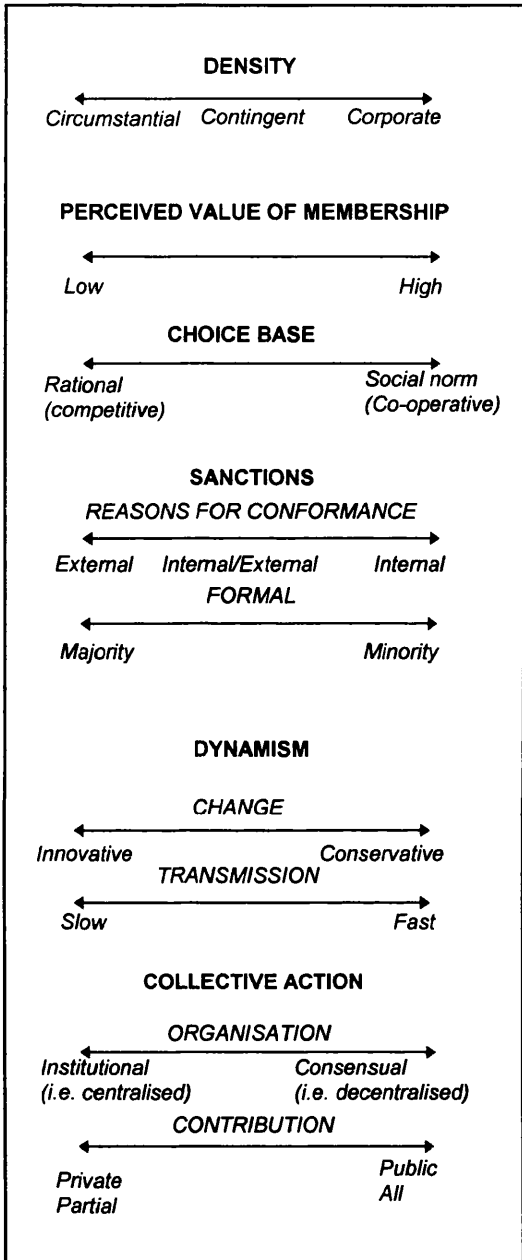 DENSITY
Circumstantial Contingent Corporate
PERCEIVED VALUE OF MEMBERSHIP
Low High
CHOICE BASE
Rational Social norm
(competitive) (Co-operative)
SANCTIONS
REASONS FOR CONFORMANCE
External Internal/External Internal
FORMAL
Majority Minority
DYNAMISM
CHANGE
Innovative Conservative
TRANSMISSION
Slow Fast
COLLECTIVE ACTION
ORGANISATION
Institutional Consensual
(i.e. centralised) (i.e. decentralised)
CONTRIBUTION
Private Public
Partial All